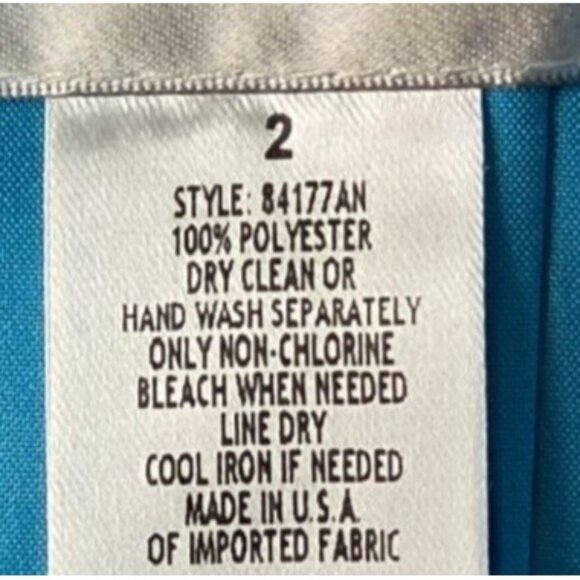 2
STYLE: 84177AN
100% POLYESTER
DRY CLEAN OR
HAND WASH SEPARATELY
ONLY NON-CHLORINE
BLEACH WHEN NEEDED
LINE DRY
COOL IRON IF NEEDED
MADE IN U.S.A.
OF IMPORTED FABRIC